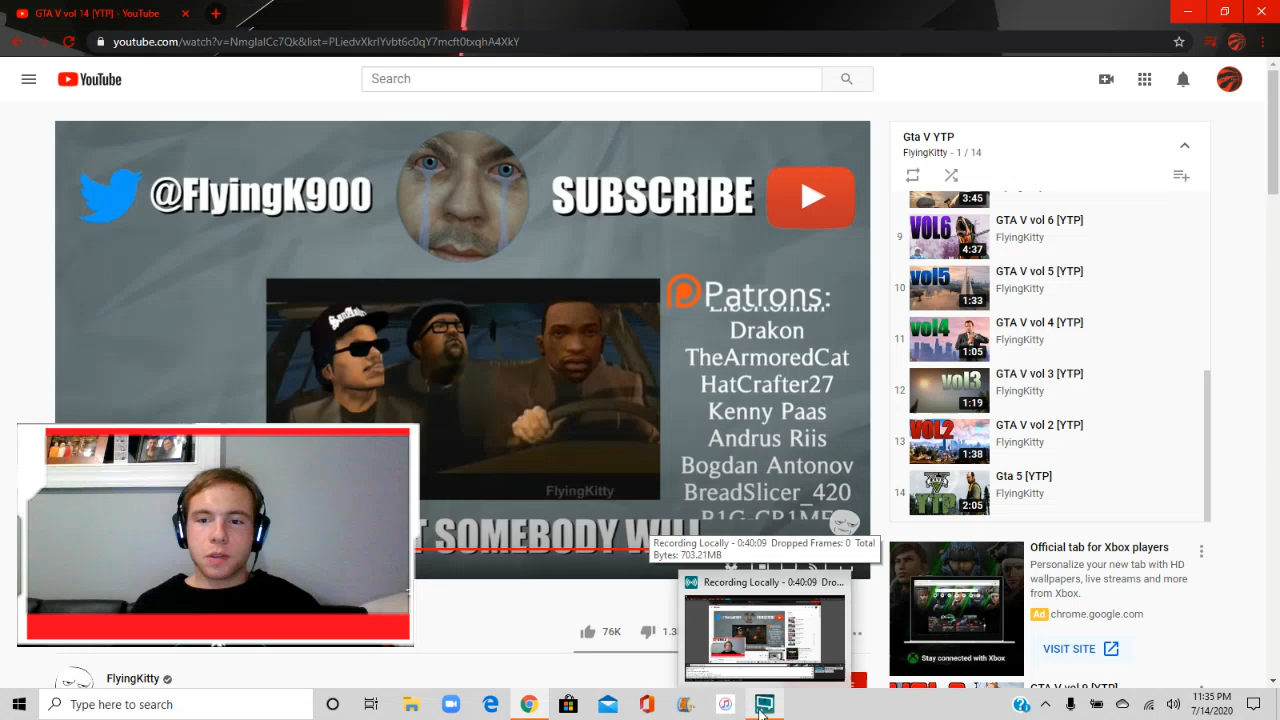 GTA V vol 14 [YTP] - YouTube
youtube.com/watch?v=NmgIaICc7Qk&list=PLiedvXkrIYvbt6c0qY7mcft0txqhA4XkY
YouTube
Search
@FlyingK900
SUBSCRIBE
Patrons:
Drakon
TheArmoredCat
HatCrafter27
Kenny Paas
Andrus Riis
Bogdan Antonov
BreadSlicer_420
FlyingKitty
SOMEBODY WILL
Gta V YTP
FlyingKitty - 1 / 14
3:45
9
VOL6
4:37
GTA V vol 6 [YTP]
FlyingKitty
10
vol5
1:33
GTA V vol 5 [YTP]
FlyingKitty
11
vol4
1:05
GTA V vol 4 [YTP]
FlyingKitty
12
vol3
1:19
GTA V vol 3 [YTP]
FlyingKitty
13
VOL2
1:38
GTA V vol 2 [YTP]
FlyingKitty
14
YTP
2:05
Gta 5 [YTP]
FlyingKitty
Recording Locally - 0:40:09 Dropped Frames: 0 Total
Bytes: 703.21MB
Recording Locally - 0:40:09 Dro...
76K
FlyingKitty
Official tab for Xbox players
Personalize your new tab with HD
wallpapers, live streams and more
from Xbox.
Ad chrome.google.com
VISIT SITE
Stay connected with Xbox
Type here to search
11:35 PM
7/14/2020